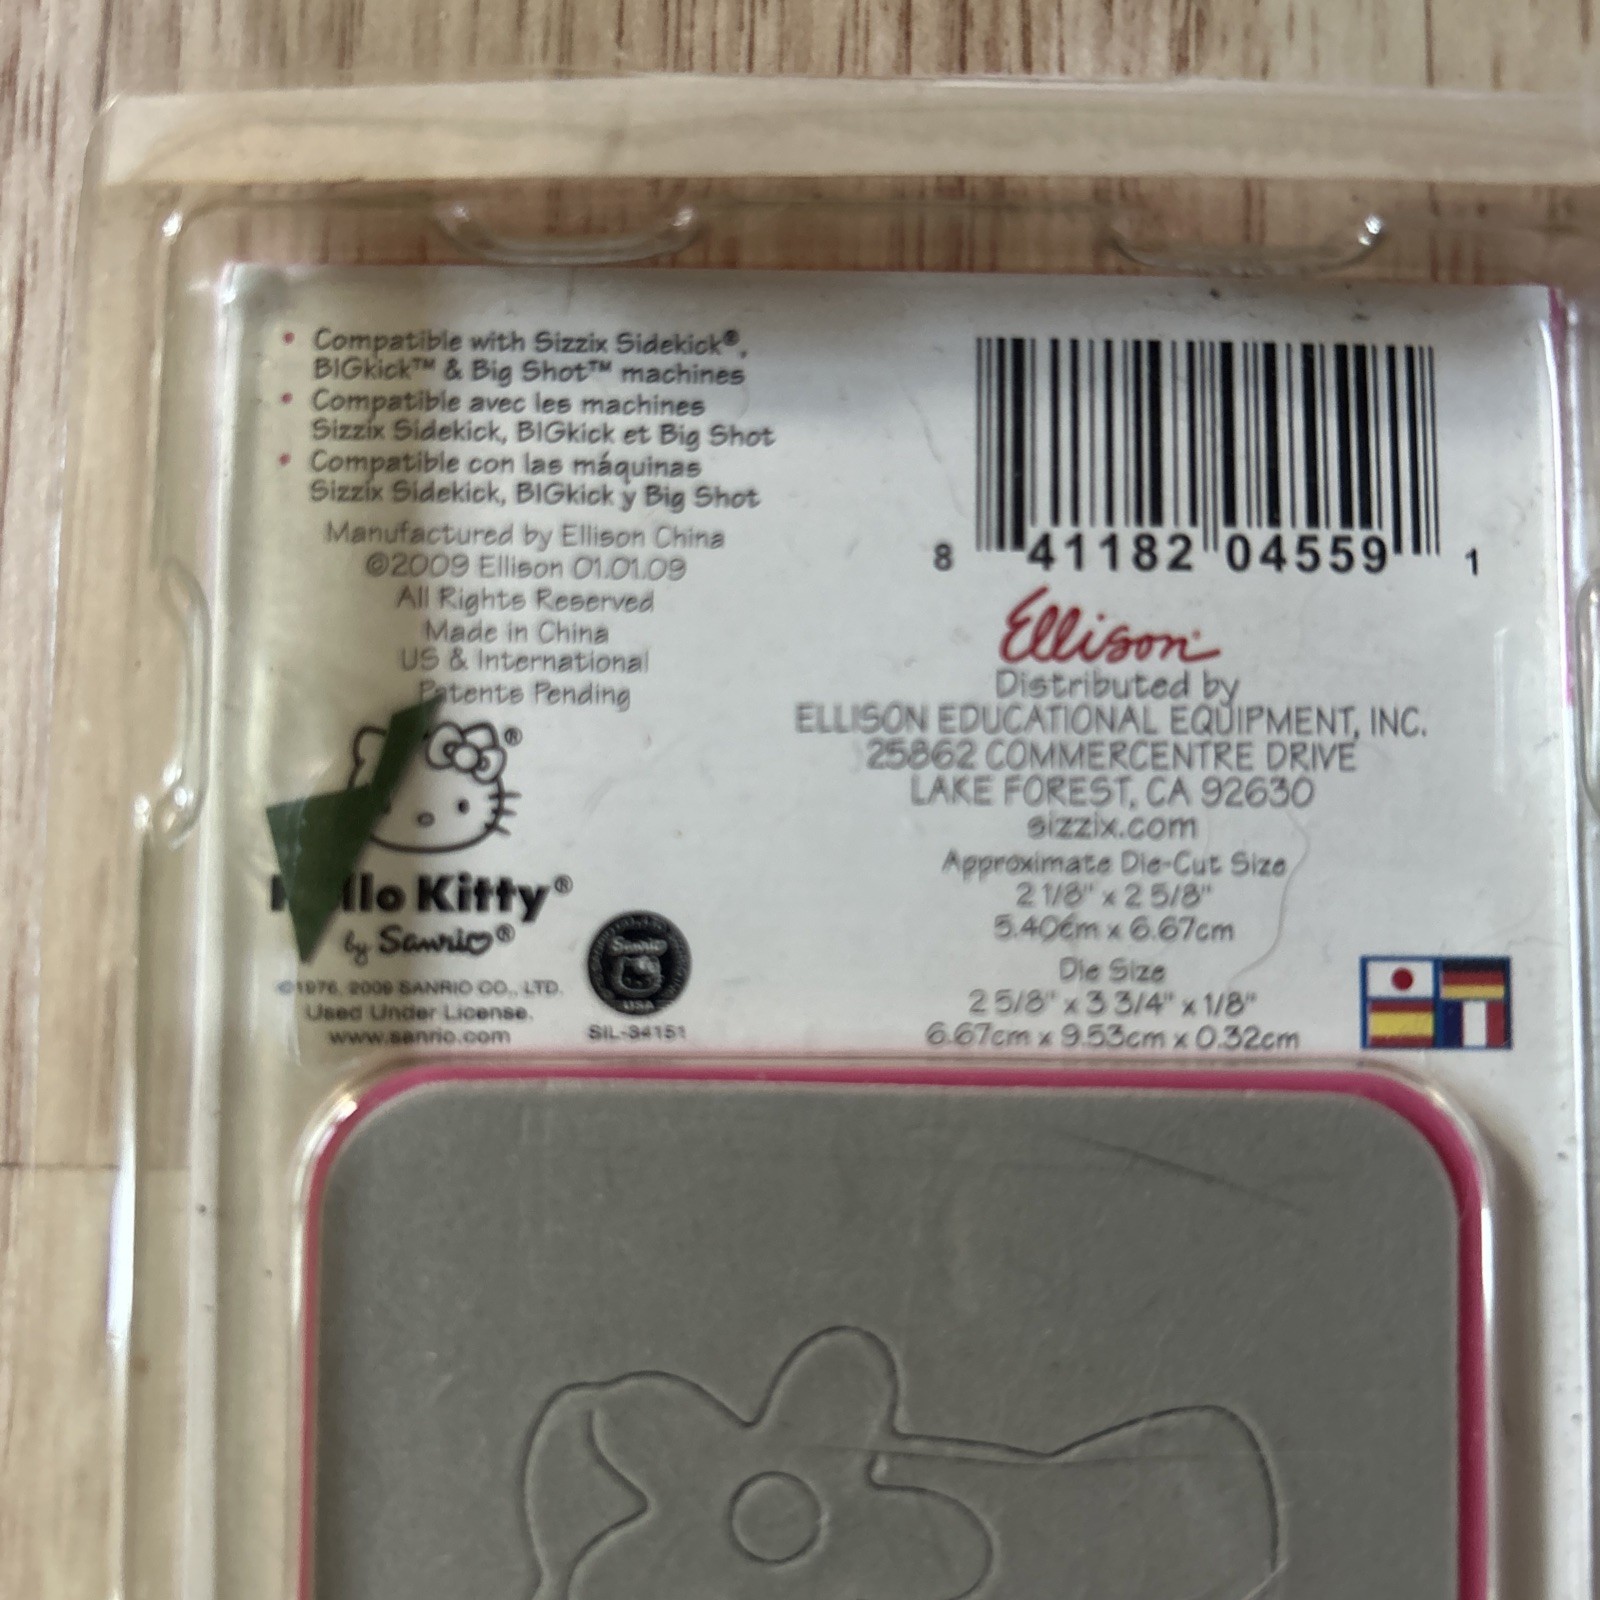 • Compatible with Sizzix Sidekick®,
BIGkick™ & Big Shot™ machines
• Compatible avec les machines
Sizzix Sidekick, BIGkick et Big Shot
• Compatible con las máquinas
Sizzix Sidekick, BIGkick y Big Shot
Manufactured by Ellison China
©2009 Ellison 01.01.09
All Rights Reserved
Made in China
US & International
Patents Pending
®
Hello Kitty®
by Sanrio®
©1976, 2009 SANRIO CO., LTD.
Used Under License.
www.sanrio.com
Sanrio
USA
SIL-34151
8 41182 04559 1
Ellison
Distributed by
ELLISON EDUCATIONAL EQUIPMENT, INC.
25862 COMMERCENTRE DRIVE
LAKE FOREST, CA 92630
sizzix.com
Approximate Die-Cut Size
2 1/8" x 2 5/8"
5.40cm x 6.67cm
Die Size
2 5/8" x 3 3/4" x 1/8"
6.67cm x 9.53cm x 0.32cm